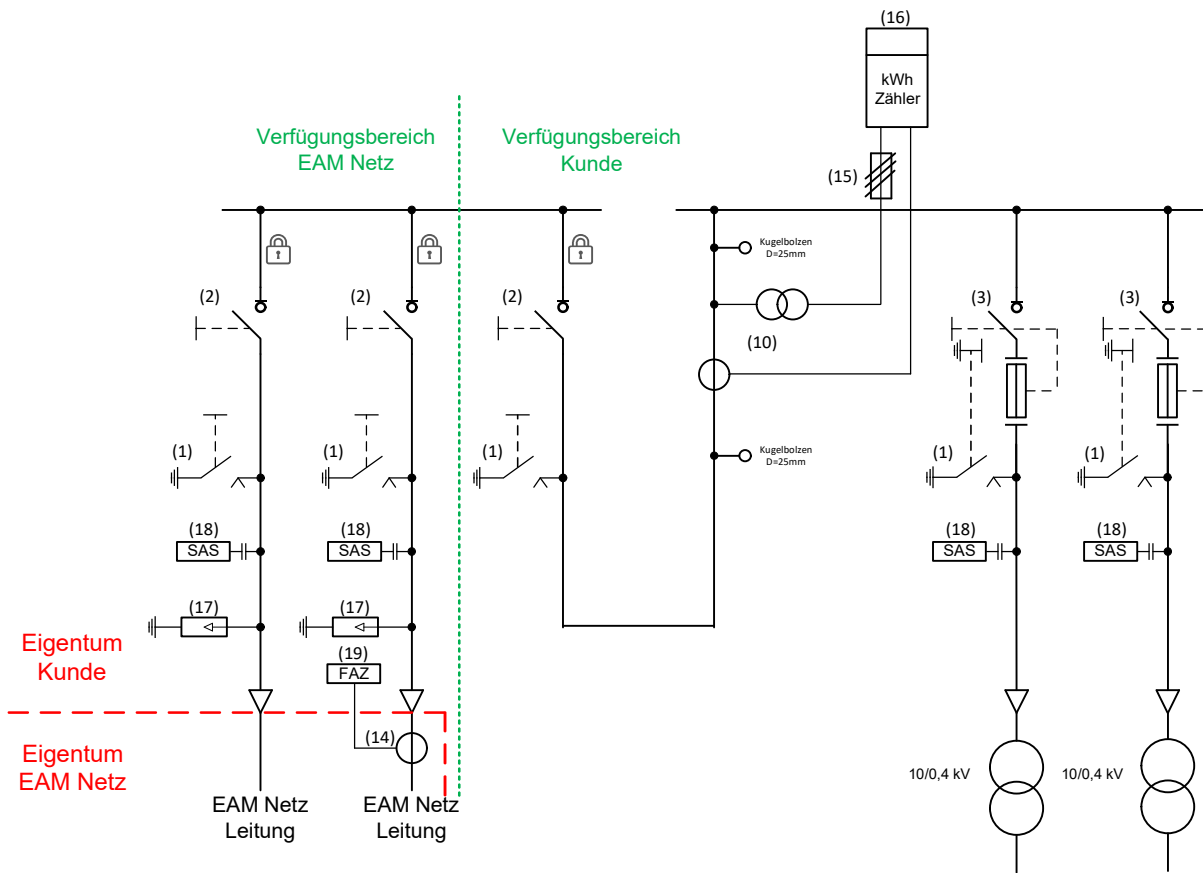 (16)
kWh
Zähler
Verfügungsbereich
EAM Netz
Verfügungsbereich
Kunde
(15)
Kugelbolzen
D=25mm
(2)
(2)
(2)
(10)
(3)
(3)
(1)
(1)
(1)
Kugelbolzen
D=25mm
(1)
(1)
(18)
SAS
(18)
SAS
(18)
SAS
(18)
SAS
(17)
(17)
Eigentum
Kunde
(19)
FAZ
(14)
Eigentum
EAM Netz
10/0,4 kV
10/0,4 kV
EAM Netz
Leitung
EAM Netz
Leitung